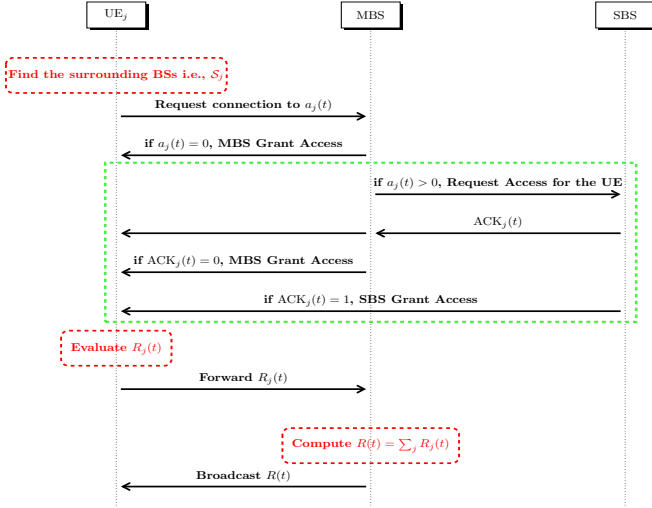 UE_j
MBS
SBS
Find the surrounding BSs i.e., 𝒮_j
Request connection to a_j(t)
if a_j(t) = 0, MBS Grant Access
if a_j(t) > 0, Request Access for the UE
ACK_j(t)
if ACK_j(t) = 0, MBS Grant Access
if ACK_j(t) = 1, SBS Grant Access
Evaluate R_j(t)
Forward R_j(t)
Compute R(t) = ∑_j R_j(t)
Broadcast R(t)